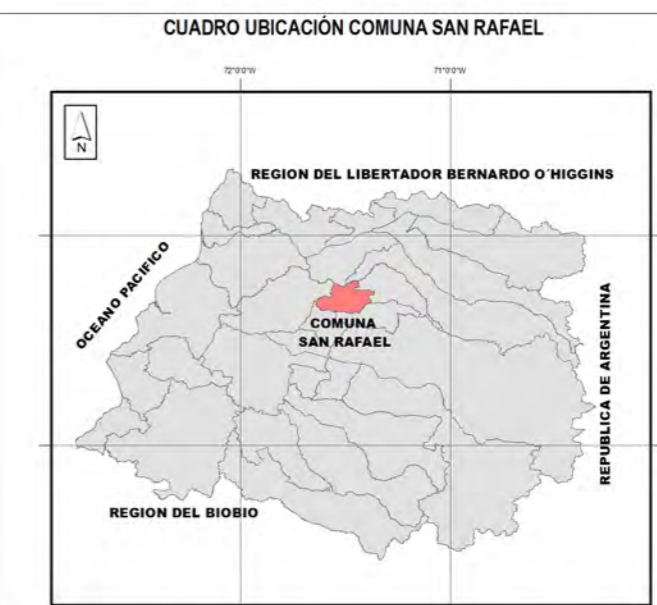 CUADRO UBICACIÓN COMUNA SAN RAFAEL
72°0'0"W
71°0'0"W
N
REGION DEL LIBERTADOR BERNARDO O´HIGGINS
OCEANO PACIFICO
COMUNA
SAN RAFAEL
REPUBLICA DE ARGENTINA
REGION DEL BIOBIO